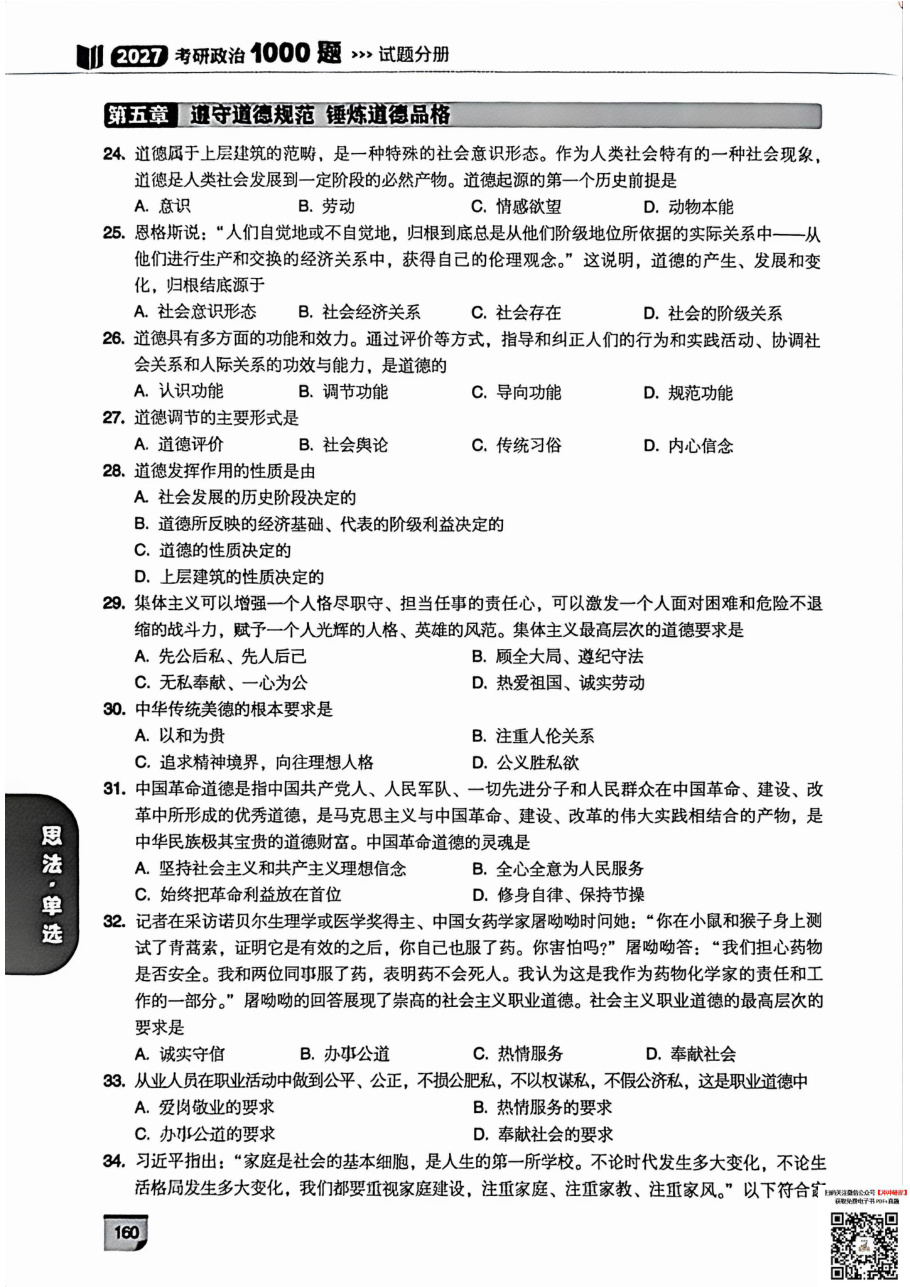 2027 考研政治1000题 >>> 试题分册
第五章 遵守道德规范 锤炼道德品格
24. 道德属于上层建筑的范畴，是一种特殊的社会意识形态。作为人类社会特有的一种社会现象，
道德是人类社会发展到一定阶段的必然产物。道德起源的第一个历史前提是
A. 意识 B. 劳动 C. 情感欲望 D. 动物本能
25. 恩格斯说：“人们自觉地或不自觉地，归根到底总是从他们阶级地位所依据的实际关系中——从
他们进行生产和交换的经济关系中，获得自己的伦理观念。”这说明，道德的产生、发展和变
化，归根结底源于
A. 社会意识形态 B. 社会经济关系 C. 社会存在 D. 社会的阶级关系
26. 道德具有多方面的功能和效力。通过评价等方式，指导和纠正人们的行为和实践活动、协调社
会关系和人际关系的功效与能力，是道德的
A. 认识功能 B. 调节功能 C. 导向功能 D. 规范功能
27. 道德调节的主要形式是
A. 道德评价 B. 社会舆论 C. 传统习俗 D. 内心信念
28. 道德发挥作用的性质是由
A. 社会发展的历史阶段决定的
B. 道德所反映的经济基础、代表的阶级利益决定的
C. 道德的性质决定的
D. 上层建筑的性质决定的
29. 集体主义可以增强一个人恪尽职守、担当任事的责任心，可以激发一个人面对困难和危险不退
缩的战斗力，赋予一个人光辉的人格、英雄的风范。集体主义最高层次的道德要求是
A. 先公后私、先人后己 B. 顾全大局、遵纪守法
C. 无私奉献、一心为公 D. 热爱祖国、诚实劳动
30. 中华传统美德的根本要求是
A. 以和为贵 B. 注重人伦关系
C. 追求精神境界，向往理想人格 D. 公义胜私欲
31. 中国革命道德是指中国共产党人、人民军队、一切先进分子和人民群众在中国革命、建设、改
革中所形成的优秀道德，是马克思主义与中国革命、建设、改革的伟大实践相结合的产物，是
中华民族极其宝贵的道德财富。中国革命道德的灵魂是
A. 坚持社会主义和共产主义理想信念 B. 全心全意为人民服务
C. 始终把革命利益放在首位 D. 修身自律、保持节操
32. 记者在采访诺贝尔生理学或医学奖得主、中国女药学家屠呦呦时问她：“你在小鼠和猴子身上测
试了青蒿素，证明它是有效的之后，你自己也服了药。你害怕吗？”屠呦呦答：“我们担心药物
是否安全。我和两位同事服了药，表明药不会死人。我认为这是我作为药物化学家的责任和工
作的一部分。”屠呦呦的回答展现了崇高的社会主义职业道德。社会主义职业道德的最高层次的
要求是
A. 诚实守信 B. 办事公道 C. 热情服务 D. 奉献社会
33. 从业人员在职业活动中做到公平、公正，不损公肥私，不以权谋私，不假公济私，这是职业道德中
A. 爱岗敬业的要求 B. 热情服务的要求
C. 办事公道的要求 D. 奉献社会的要求
34. 习近平指出：“家庭是社会的基本细胞，是人生的第一所学校。不论时代发生多大变化，不论生
活格局发生多大变化，我们都要重视家庭建设，注重家庭、注重家教、注重家风。”以下符合
思法·单选
160
扫码关注微信公众号
获取免费电子书PDF+真题